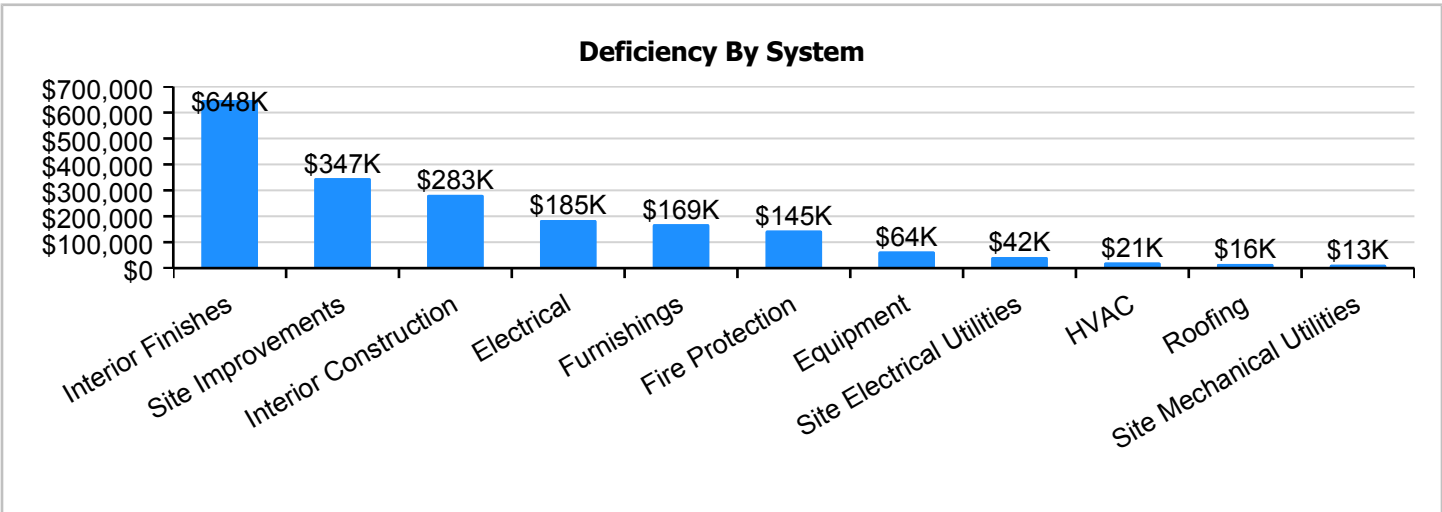 Deficiency By System
$700,000
$600,000
$500,000
$400,000
$300,000
$200,000
$100,000
$0
$648K
$347K
$283K
$185K
$169K
$145K
$64K
$42K
$21K
$16K
$13K
Interior Finishes
Site Improvements
Interior Construction
Electrical
Furnishings
Fire Protection
Equipment
Site Electrical Utilities
HVAC
Roofing
Site Mechanical Utilities